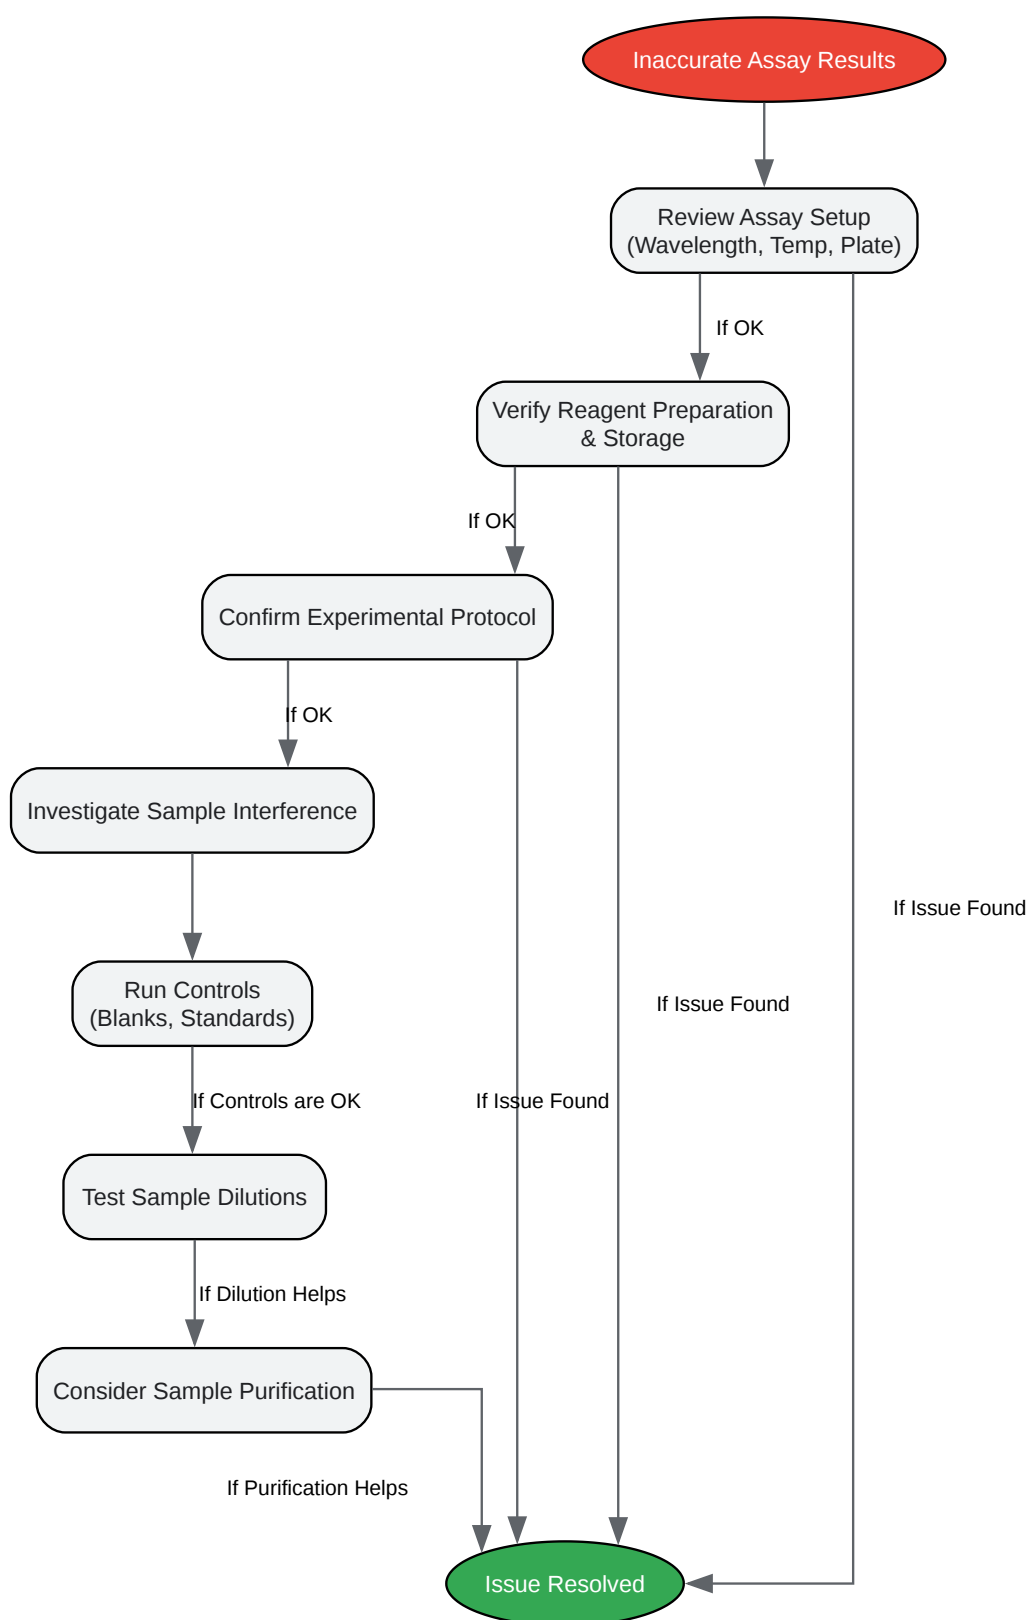 Inaccurate Assay Results
Review Assay Setup
(Wavelength, Temp, Plate)
If OK
Verify Reagent Preparation
& Storage
If OK
Confirm Experimental Protocol
If OK
Investigate Sample Interference
If Issue Found
Run Controls
(Blanks, Standards)
If Issue Found
If Controls are OK
If Issue Found
Test Sample Dilutions
If Dilution Helps
Consider Sample Purification
If Purification Helps
Issue Resolved